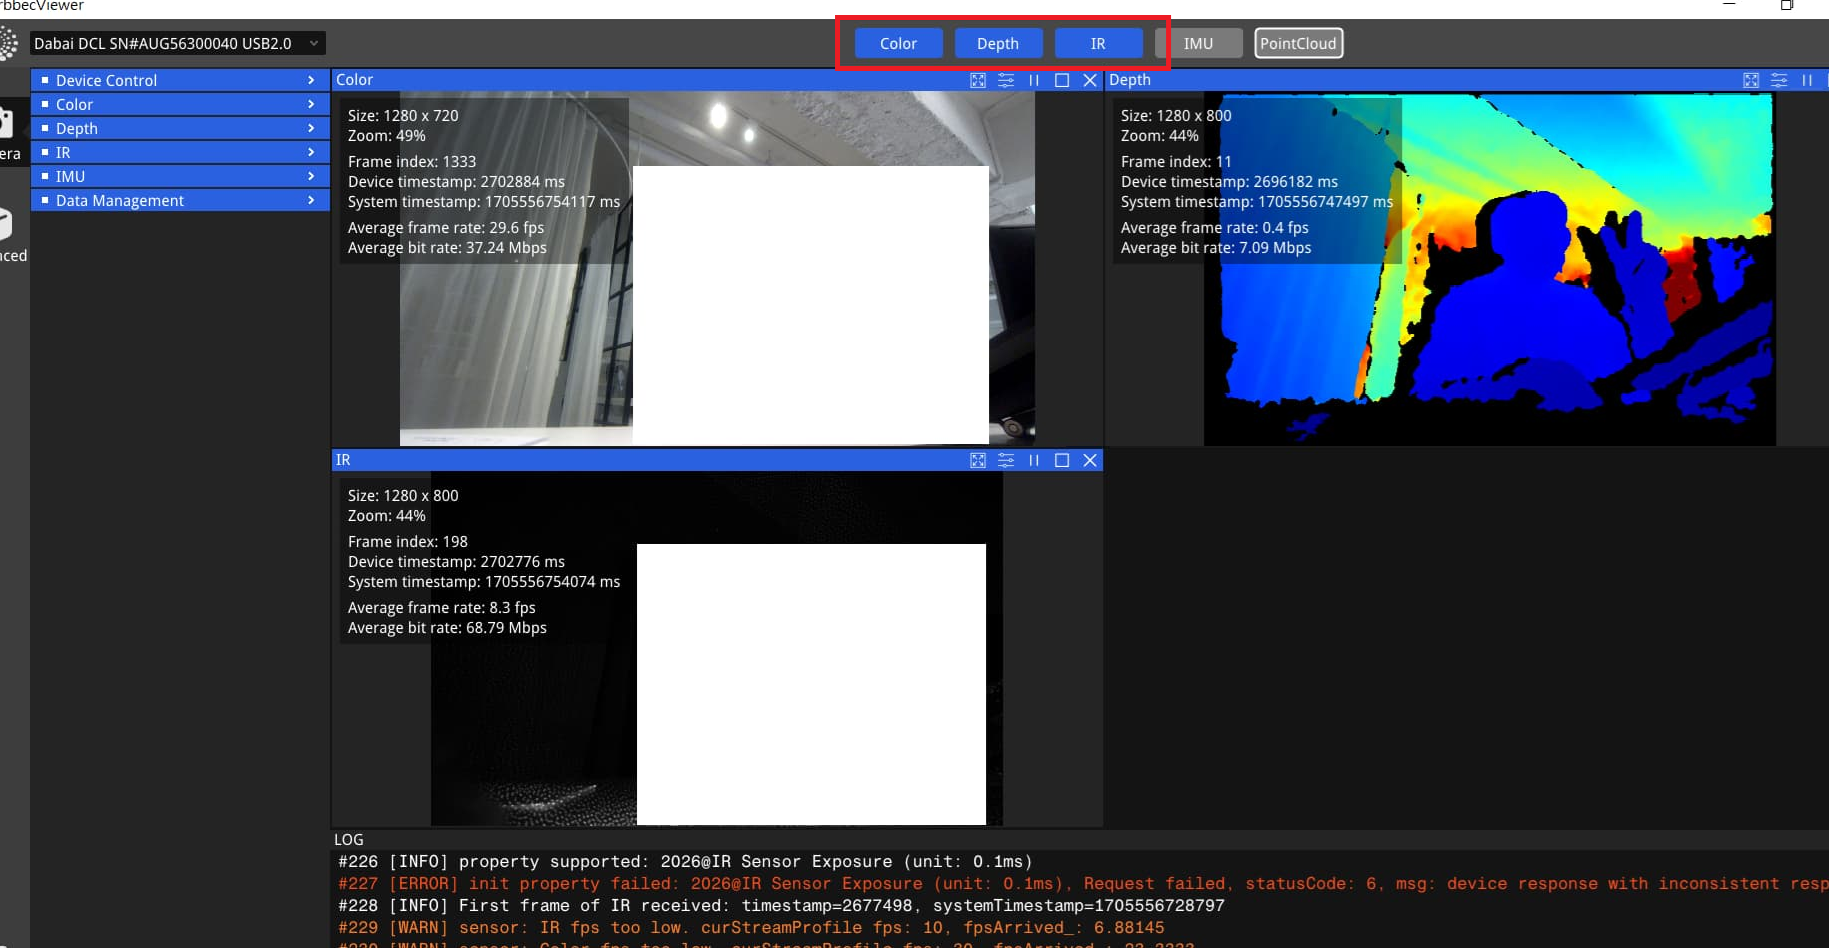 rbbecViewer
Dabai DCL SN#AUG56300040 USB2.0
Color
Depth
IR
IMU
PointCloud
Device Control
Color
Depth
IR
IMU
Data Management
era
ced
Color
Size: 1280 x 720
Zoom: 49%
Frame index: 1333
Device timestamp: 2702884 ms
System timestamp: 1705556754117 ms
Average frame rate: 29.6 fps
Average bit rate: 37.24 Mbps
Depth
Size: 1280 x 800
Zoom: 44%
Frame index: 11
Device timestamp: 2696182 ms
System timestamp: 1705556747497 ms
Average frame rate: 0.4 fps
Average bit rate: 7.09 Mbps
IR
Size: 1280 x 800
Zoom: 44%
Frame index: 198
Device timestamp: 2702776 ms
System timestamp: 1705556754074 ms
Average frame rate: 8.3 fps
Average bit rate: 68.79 Mbps
LOG
#226 [INFO] property supported: 2026@IR Sensor Exposure (unit: 0.1ms)
#227 [ERROR] init property failed: 2026@IR Sensor Exposure (unit: 0.1ms), Request failed, statusCode: 6, msg: device response with inconsistent resp
#228 [INFO] First frame of IR received: timestamp=2677498, systemTimestamp=1705556728797
#229 [WARN] sensor: IR fps too low. curStreamProfile fps: 10, fpsArrived_: 6.88145